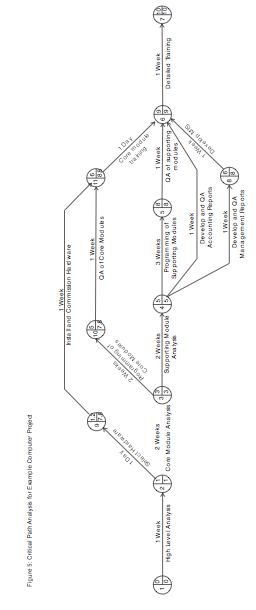 Figure 5: Critical Path Analysis for Example Computer Project
1 Week
High Level Analysis
1 Day
Select Hardware
2 Weeks
Core Module Analysis
1 Week
Install and Commission Hardware
2 Weeks
Programming of
Core Modules
2 Weeks
Supporting Module
Analysis
1 Week
QA of Core Modules
3 Weeks
Programming of
Supporting Modules
1 Week
Develop and QA
Accounting Reports
1 Week
Develop and QA
Management Reports
1 Day
Core module
training
1 Week
QA of supporting
modules
1 Week
1 Week
Detailed Training